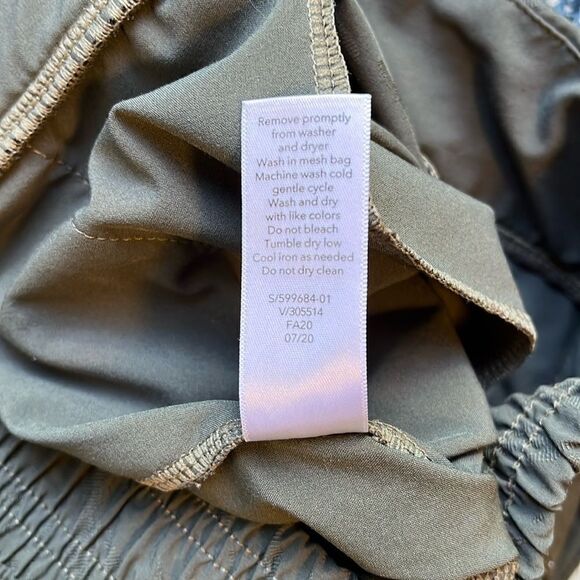 Remove promptly
from washer
and dryer
Wash in mesh bag
Machine wash cold
gentle cycle
Wash and dry
with like colors
Do not bleach
Tumble dry low
Cool iron as needed
Do not dry clean
S/599684-01
V/305514
FA20
07/20